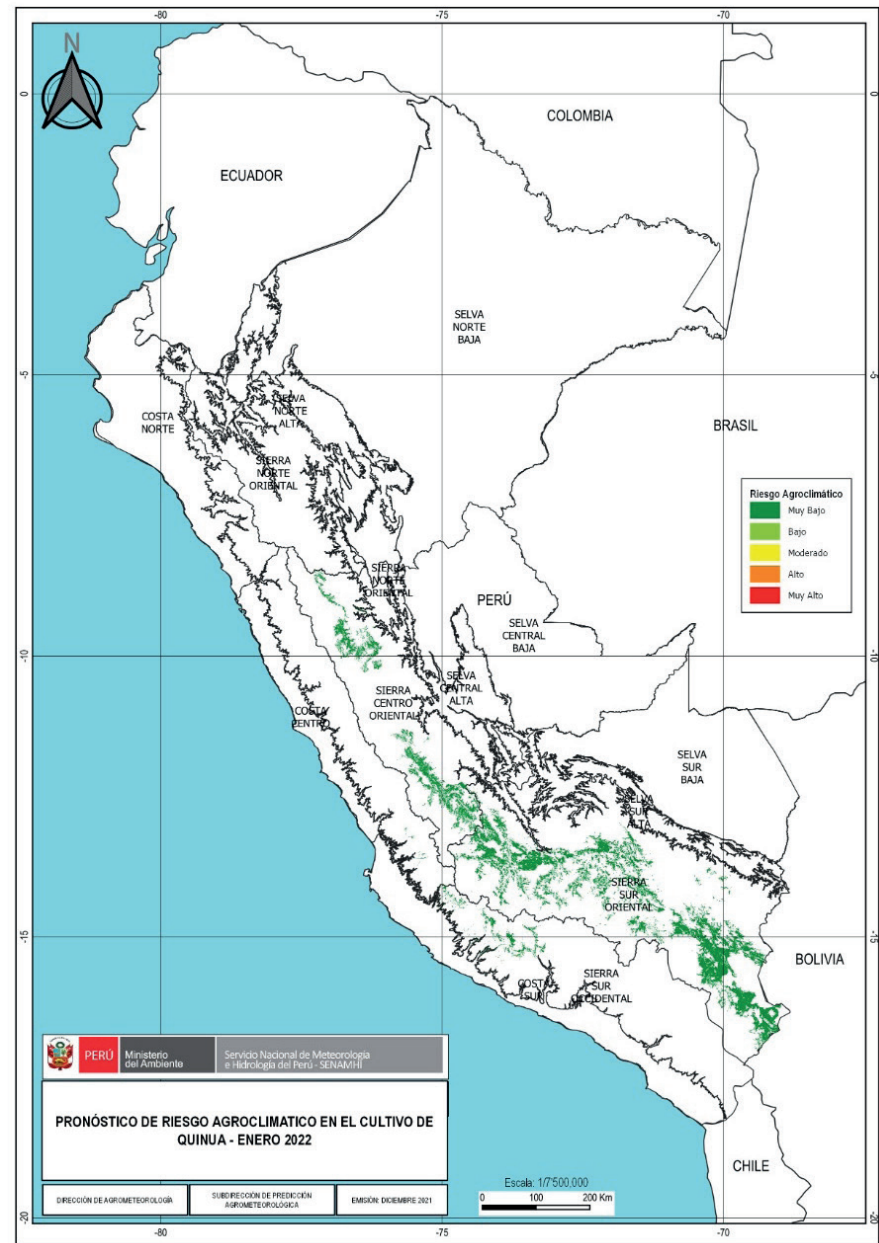 -80
-75
-70
N
0
0
COLOMBIA
ECUADOR
SELVA
NORTE
BAJA
-5
-5
SELVA
NORTE
ALTA
COSTA
NORTE
BRASIL
SIERRA
NORTE
ORIENTAL
Riesgo Agroclimático
Muy Bajo
Bajo
Moderado
Alto
Muy Alto
SIERRA
NORTE
ORIENTAL
PERÚ
SELVA
CENTRAL
BAJA
-10
-10
SELVA
CENTRAL
ALTA
SIERRA
CENTRO
ORIENTAL
COSTA
CENTRO
SELVA
SUR
BAJA
SELVA
SUR
ALTA
SIERRA
SUR
ORIENTAL
-15
-15
BOLIVIA
COSTA
SUR
SIERRA
SUR
OCCIDENTAL
PERÚ
Ministerio
del Ambiente
Servicio Nacional de Meteorología
e Hidrología del Perú - SENAMHI
PRONÓSTICO DE RIESGO AGROCLIMATICO EN EL CULTIVO DE
QUINUA - ENERO 2022
DIRECCIÓN DE AGROMETEOROLOGÍA
SUBDIRECCIÓN DE PREDICCIÓN
AGROMETEOROLÓGICA
EMISIÓN: DICIEMBRE 2021
Escala: 1/7'500,000
0 100 200 Km
CHILE
-20
-20
-80
-75
-70